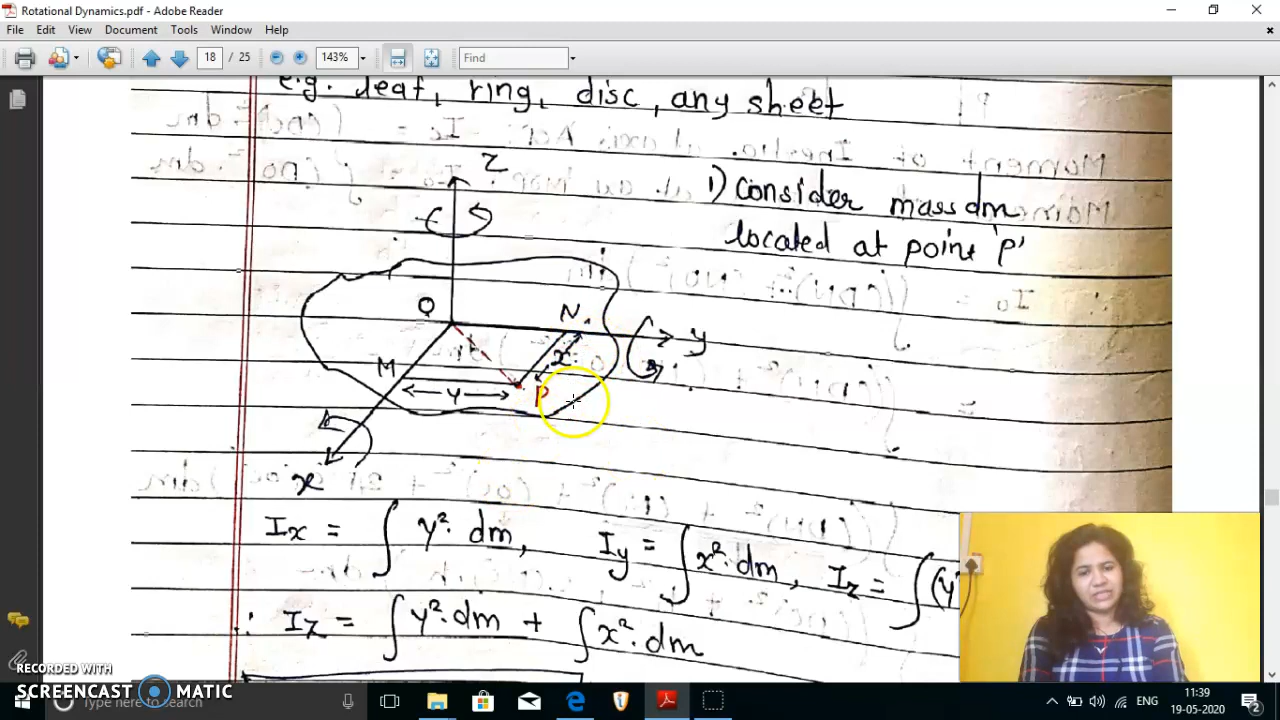 Rotational Dynamics.pdf - Adobe Reader
File Edit View Document Tools Window Help
18 / 25 143% Find
e.g. leaf, ring, disc, any sheet
Z
1) Consider mass dm
located at point 'P'
O
N
y
x
M
y
P
x
Ix = ∫ y². dm, Iy = ∫ x². dm, Iz = ∫ (y²
∴ Iz = ∫ y². dm + ∫ x². dm
RECORDED WITH
SCREENCAST MATIC
Type here to search
ENG
11:39
19-05-2020
2